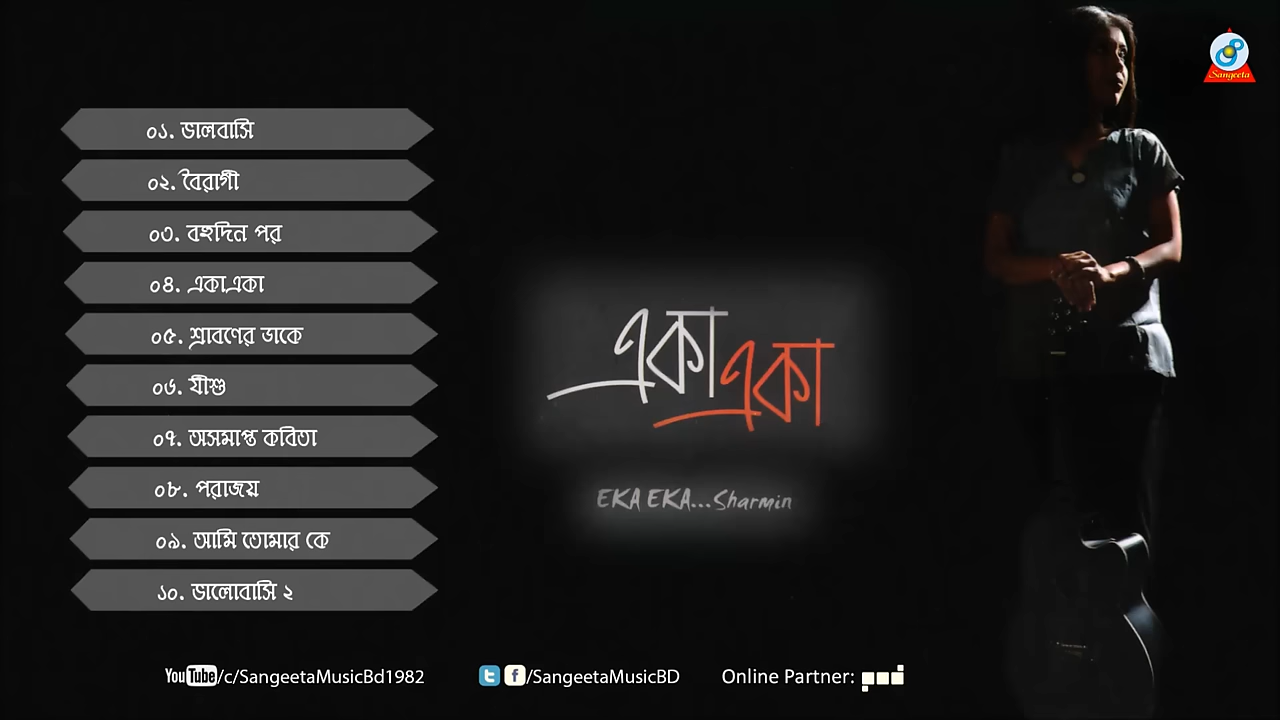 Sangeeta
০১. ভালবাসি
০২. বৈরাগী
০৩. বহুদিন পর
০৪. একা একা
০৫. শ্রাবণের ডাকে
০৬. যীশু
০৭. অসমাপ্ত কবিতা
০৮. পরাজয়
০৯. আমি তোমার কে
১০. ভালোবাসি ২
একা একা
EKA EKA...Sharmin
YouTube/c/SangeetaMusicBd1982
/SangeetaMusicBD
Online Partner: